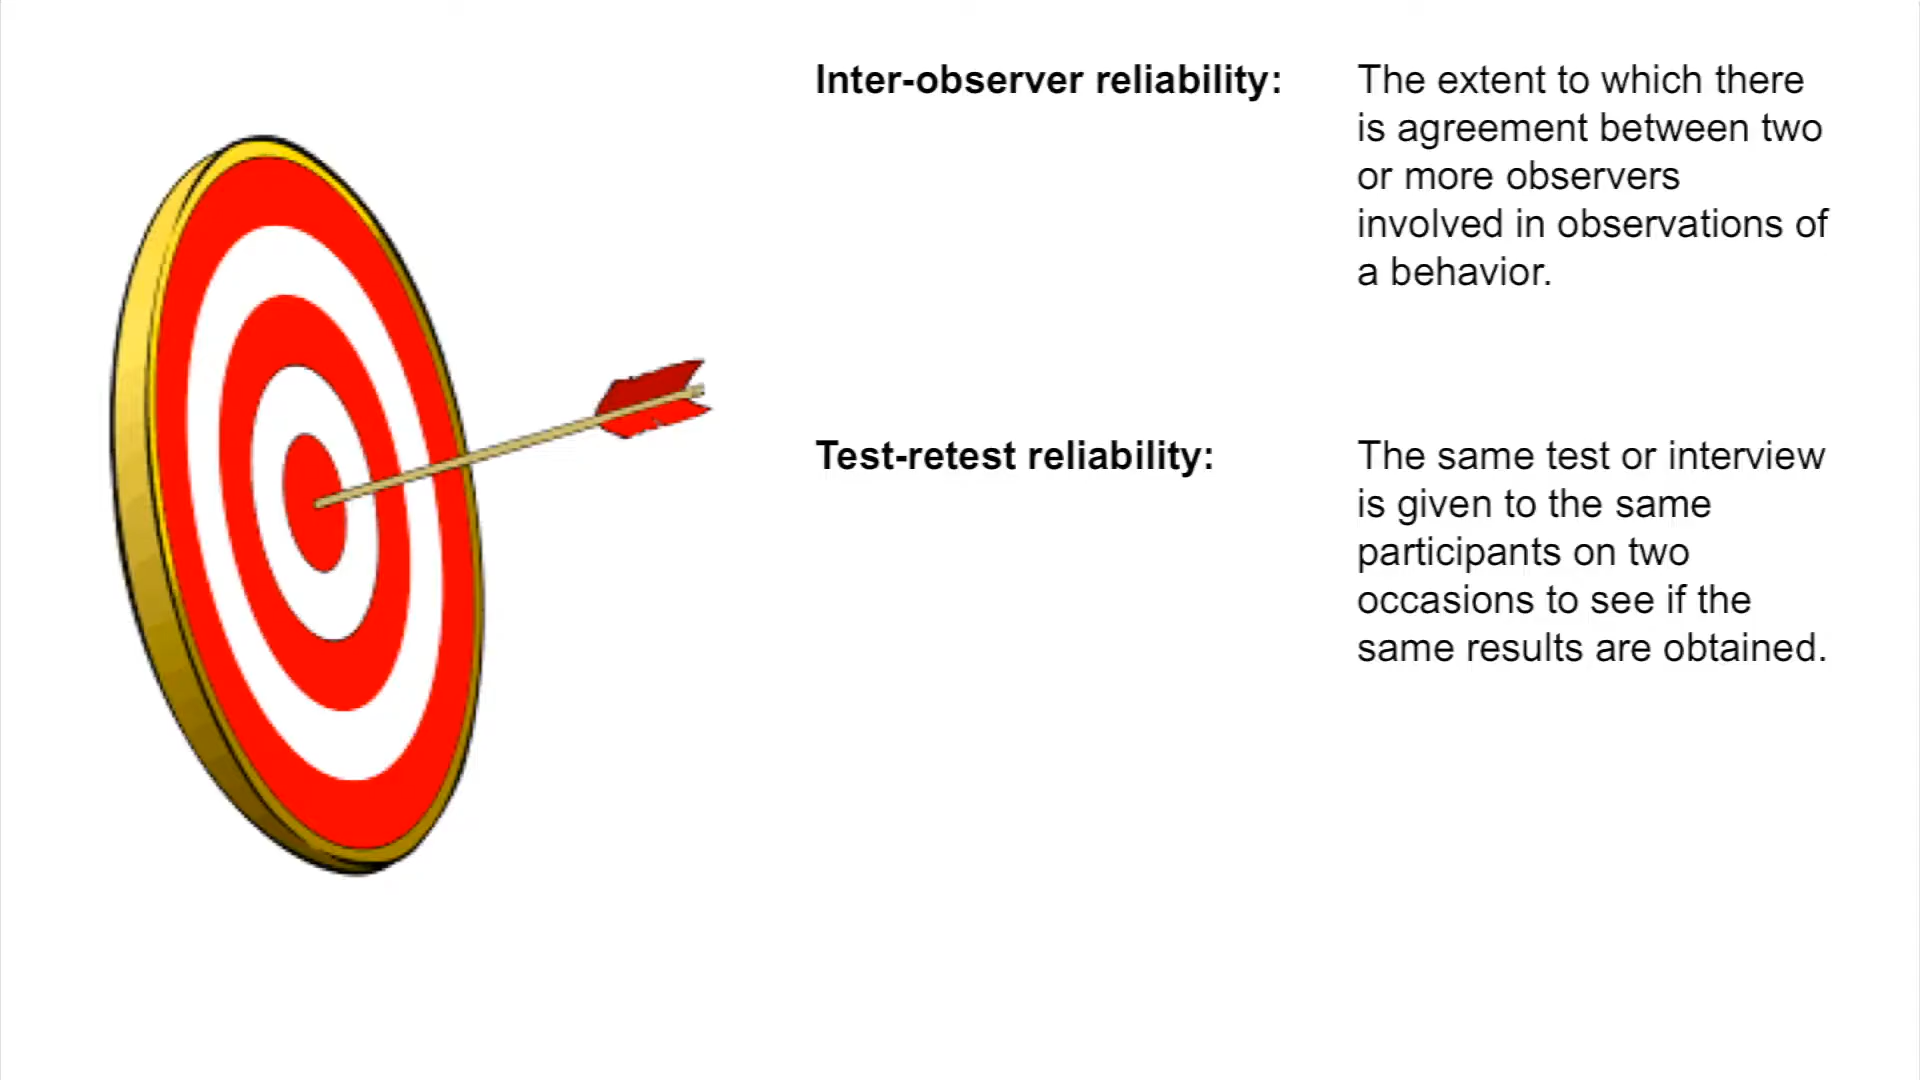 Inter-observer reliability:
The extent to which there
is agreement between two
or more observers
involved in observations of
a behavior.
Test-retest reliability:
The same test or interview
is given to the same
participants on two
occasions to see if the
same results are obtained.